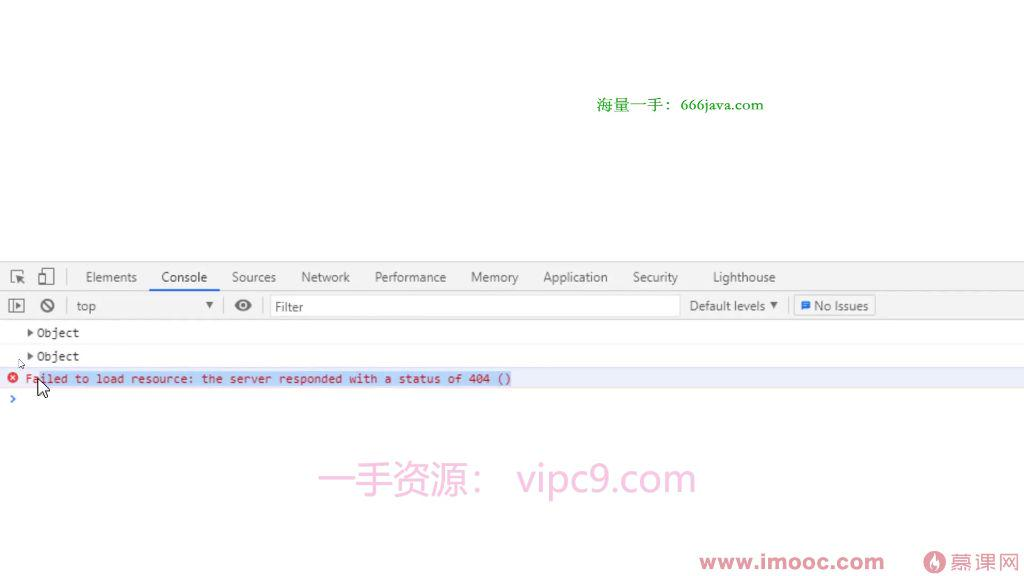 海量一手：666java.com
Elements Console Sources Network Performance Memory Application Security Lighthouse
top Filter Default levels No Issues
Object
Object
Failed to load resource: the server responded with a status of 404 ()
一手资源： vipc9.com
www.imooc.com 慕课网